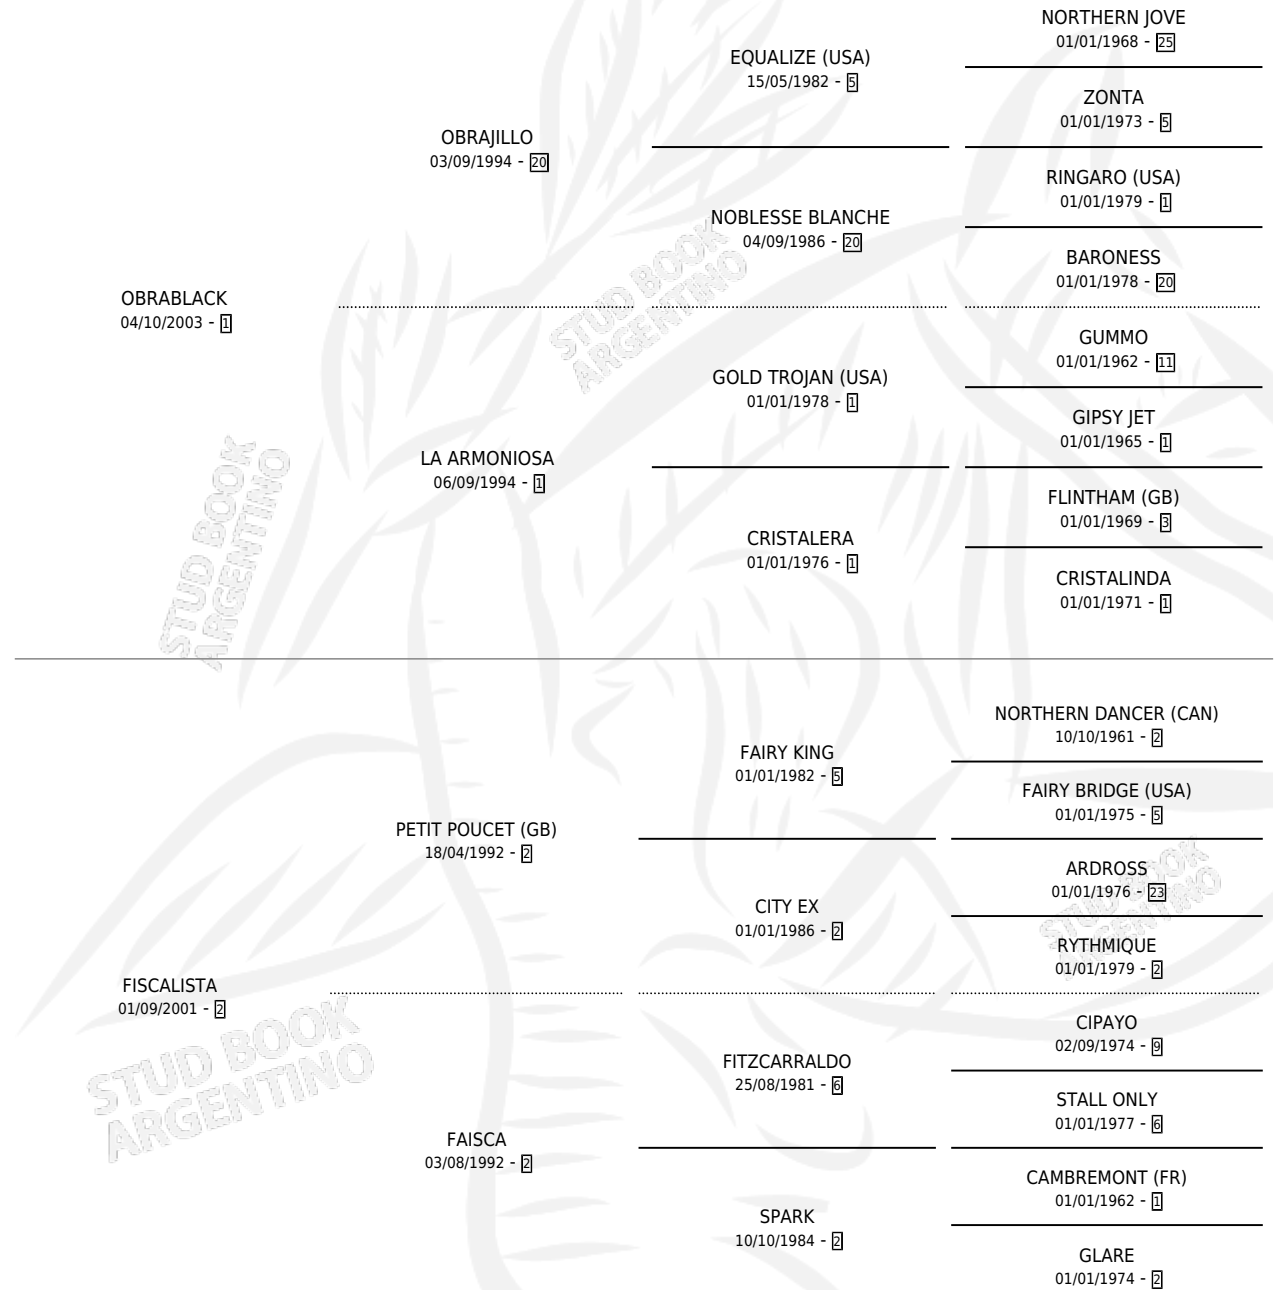 NORTHERN JOVE
01/01/1968 - 25
EQUALIZE (USA)
15/05/1982 - 5
ZONTA
01/01/1973 - 5
OBRAJILLO
03/09/1994 - 20
RINGARO (USA)
01/01/1979 - 1
NOBLESSE BLANCHE
04/09/1986 - 20
BARONESS
01/01/1978 - 20
OBRABLACK
04/10/2003 - 1
GUMMO
01/01/1962 - 11
GOLD TROJAN (USA)
01/01/1978 - 1
GIPSY JET
01/01/1965 - 1
LA ARMONIOSA
06/09/1994 - 1
FLINTHAM (GB)
01/01/1969 - 3
CRISTALERA
01/01/1976 - 1
CRISTALINDA
01/01/1971 - 1
NORTHERN DANCER (CAN)
10/10/1961 - 2
FAIRY KING
01/01/1982 - 5
FAIRY BRIDGE (USA)
01/01/1975 - 5
PETIT POUCET (GB)
18/04/1992 - 2
ARDROSS
01/01/1976 - 23
CITY EX
01/01/1986 - 2
RYTHMIQUE
01/01/1979 - 2
FISCALISTA
01/09/2001 - 2
CIPAYO
02/09/1974 - 9
FITZCARRALDO
25/08/1981 - 6
STALL ONLY
01/01/1977 - 6
FAISCA
03/08/1992 - 2
CAMBREMONT (FR)
01/01/1962 - 1
SPARK
10/10/1984 - 2
GLARE
01/01/1974 - 2
STUD BOOK
ARGENTINO
STUD BOOK
ARGENTINO
STUD BOOK
ARGENTINO
STUD BOOK
ARGENTINO